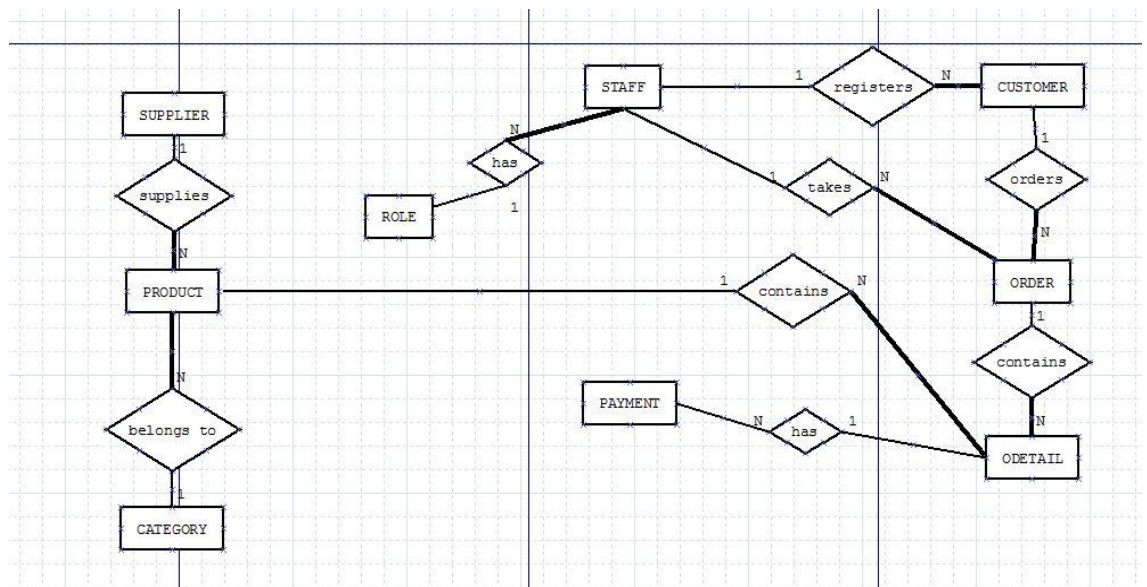 STAFF
1
registers
N
CUSTOMER
SUPPLIER
1
supplies
N
N
has
1
ROLE
1
takes
N
1
orders
N
PRODUCT
1
contains
N
ORDER
1
contains
N
N
belongs to
1
CATEGORY
PAYMENT
N
has
1
ODETAIL